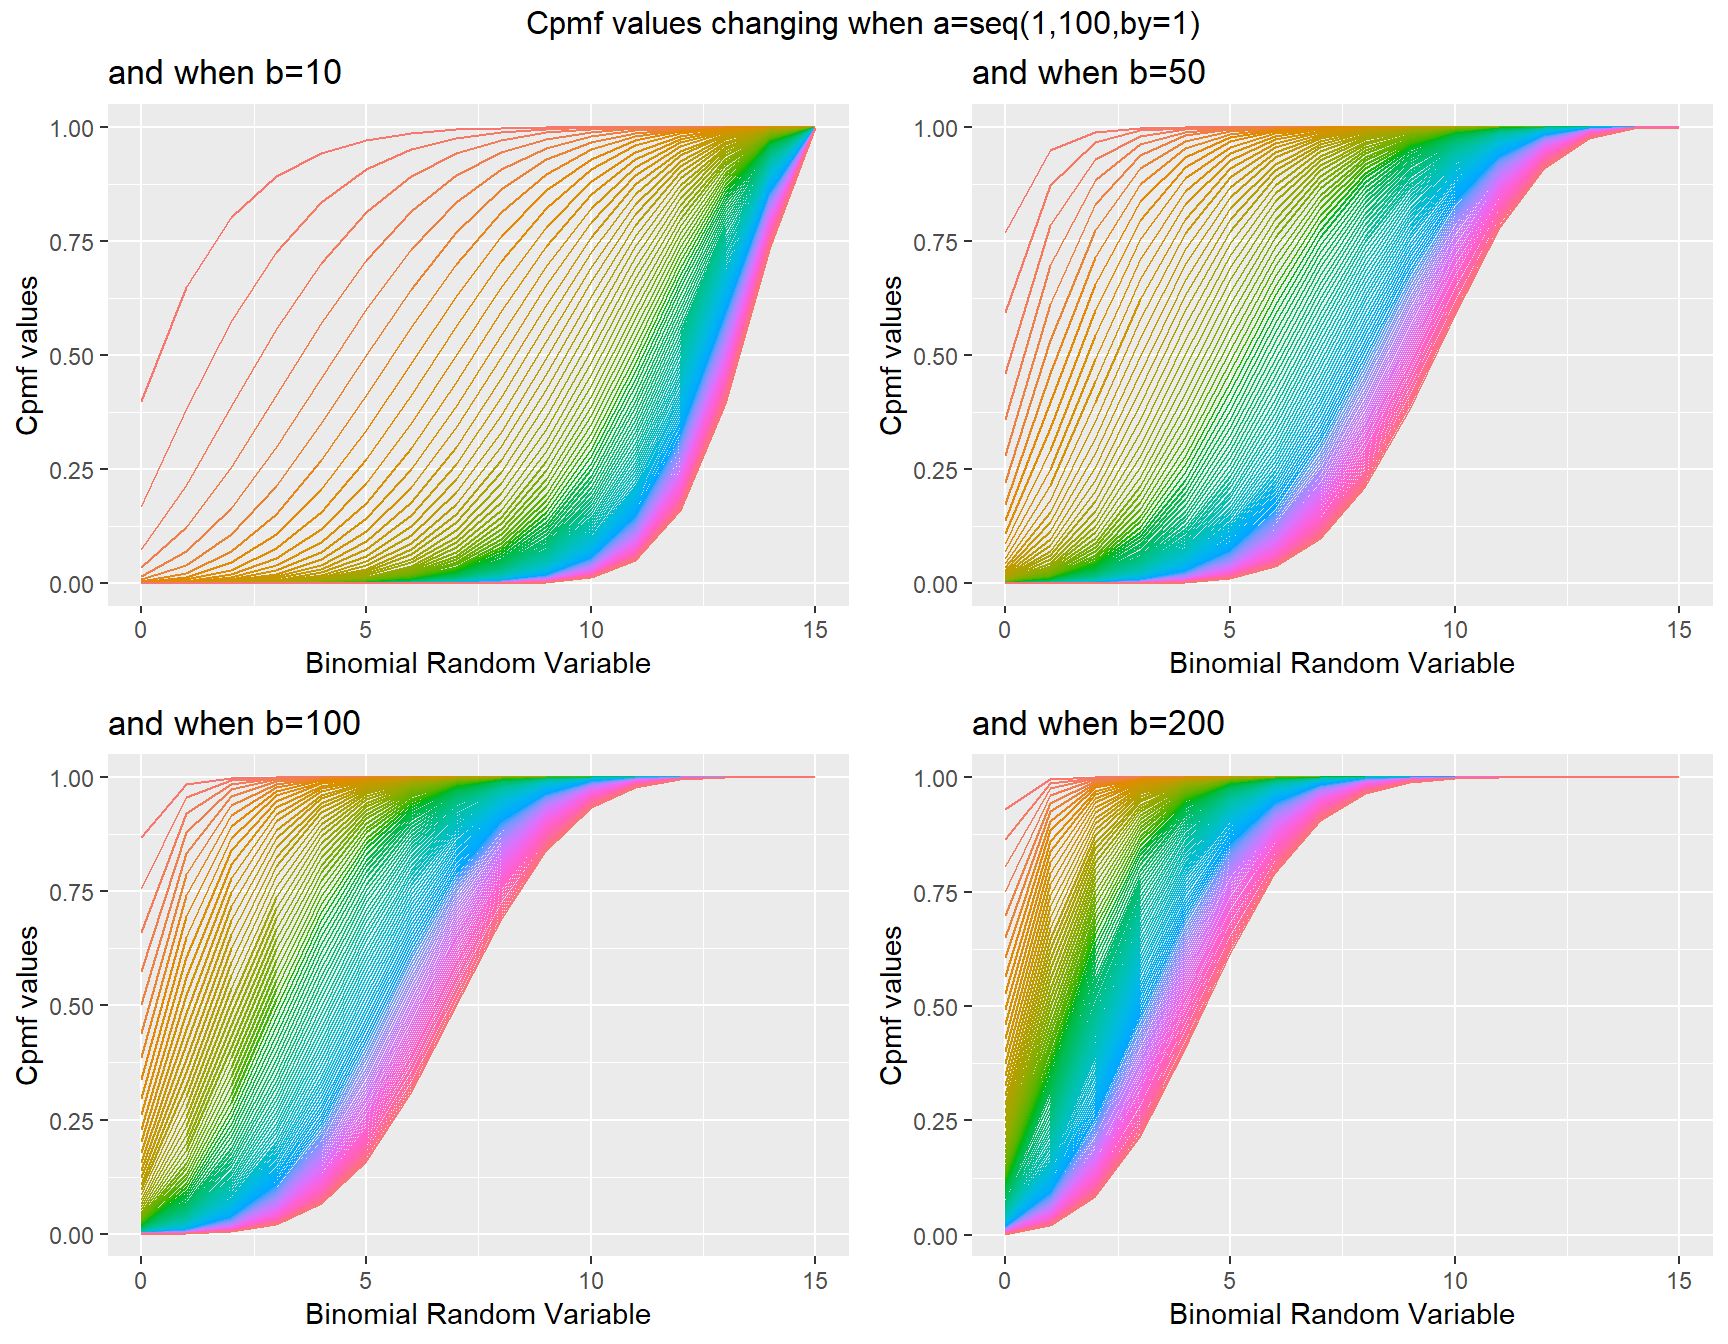 Cpmf values changing when a=seq(1,100,by=1)
and when b=10
Cpmf values
1.00
0.75
0.50
0.25
0.00
0 5 10 15
Binomial Random Variable
and when b=50
Cpmf values
1.00
0.75
0.50
0.25
0.00
0 5 10 15
Binomial Random Variable
and when b=100
Cpmf values
1.00
0.75
0.50
0.25
0.00
0 5 10 15
Binomial Random Variable
and when b=200
Cpmf values
1.00
0.75
0.50
0.25
0.00
0 5 10 15
Binomial Random Variable